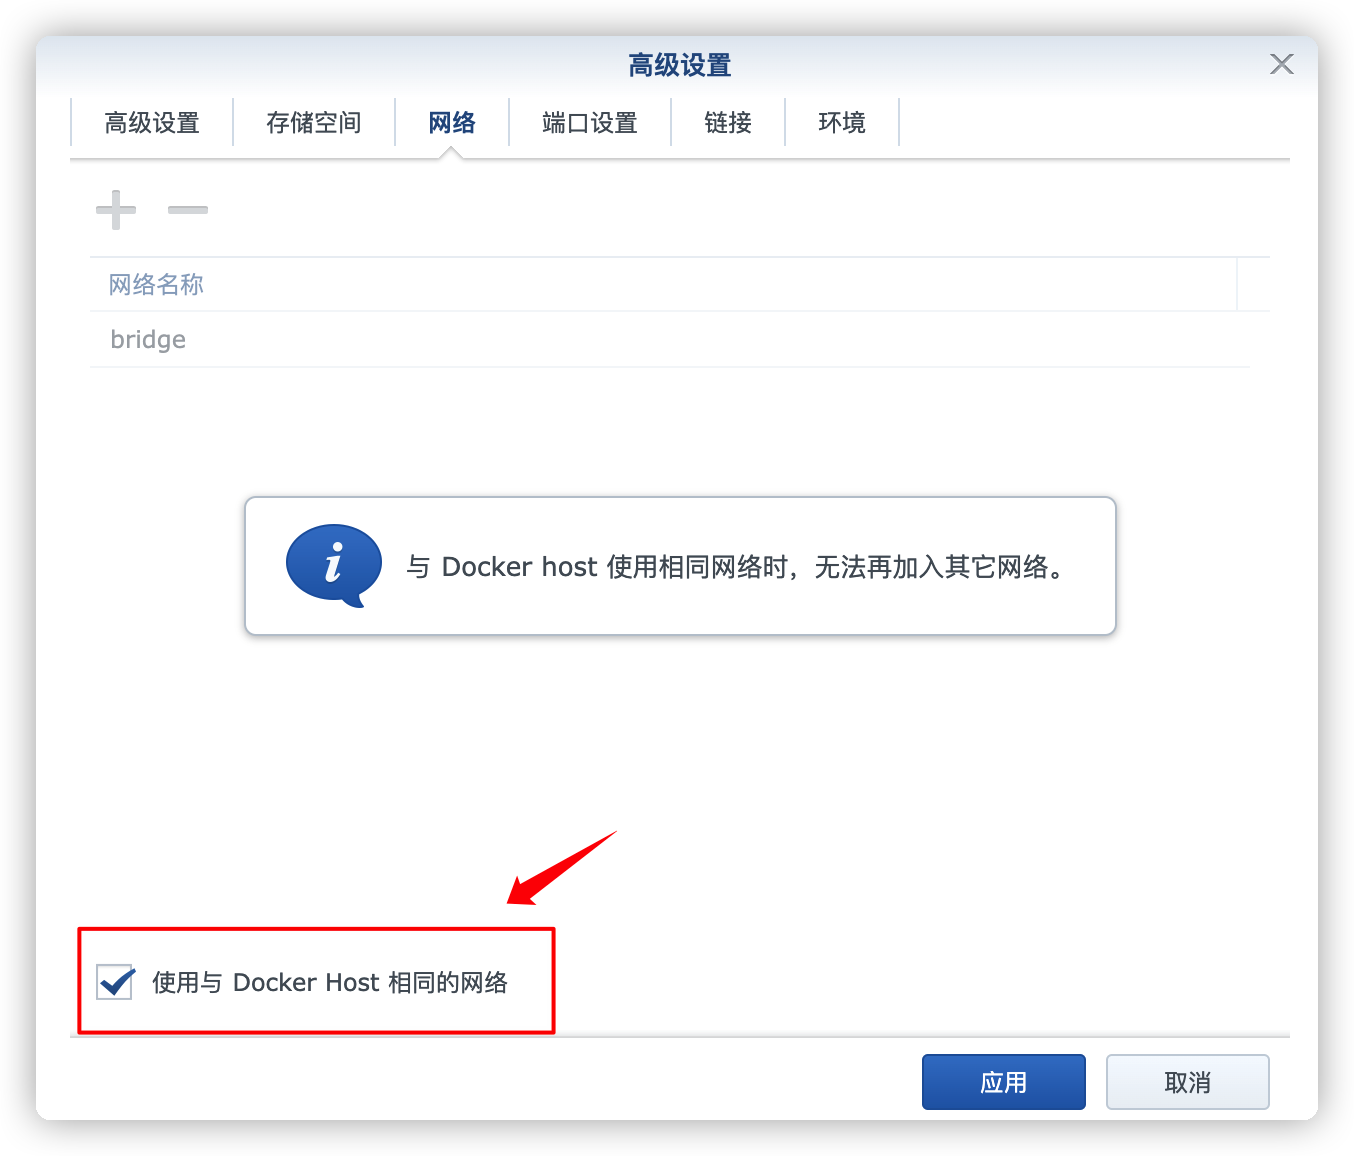 高级设置
高级设置 存储空间 网络 端口设置 链接 环境
网络名称
bridge
与 Docker host 使用相同网络时，无法再加入其它网络。
使用与 Docker Host 相同的网络
应用 取消